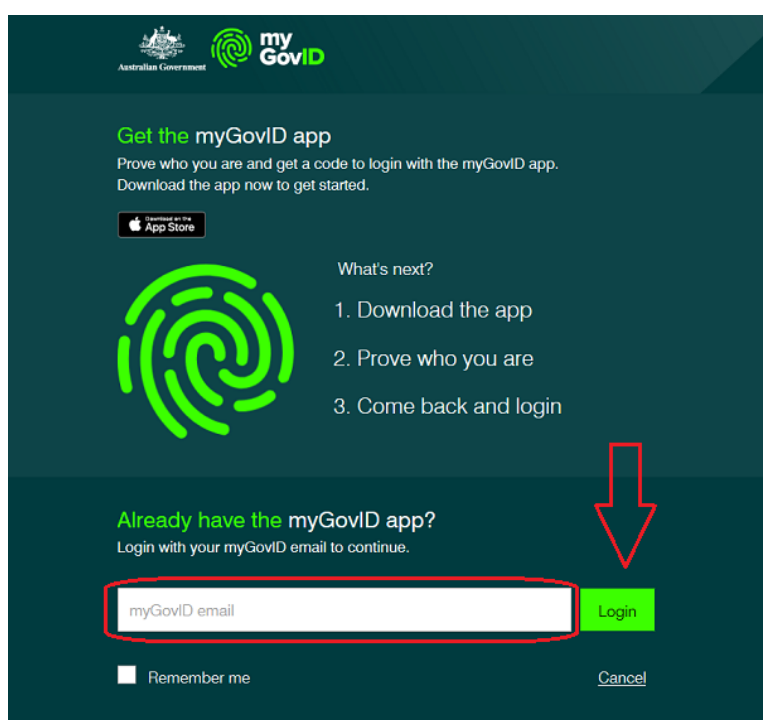 Australian Government
my
GovID
Get the myGovID app
Prove who you are and get a code to login with the myGovID app.
Download the app now to get started.
Download on the
App Store
What's next?
1. Download the app
2. Prove who you are
3. Come back and login
Already have the myGovID app?
Login with your myGovID email to continue.
myGovID email
Login
Remember me
Cancel